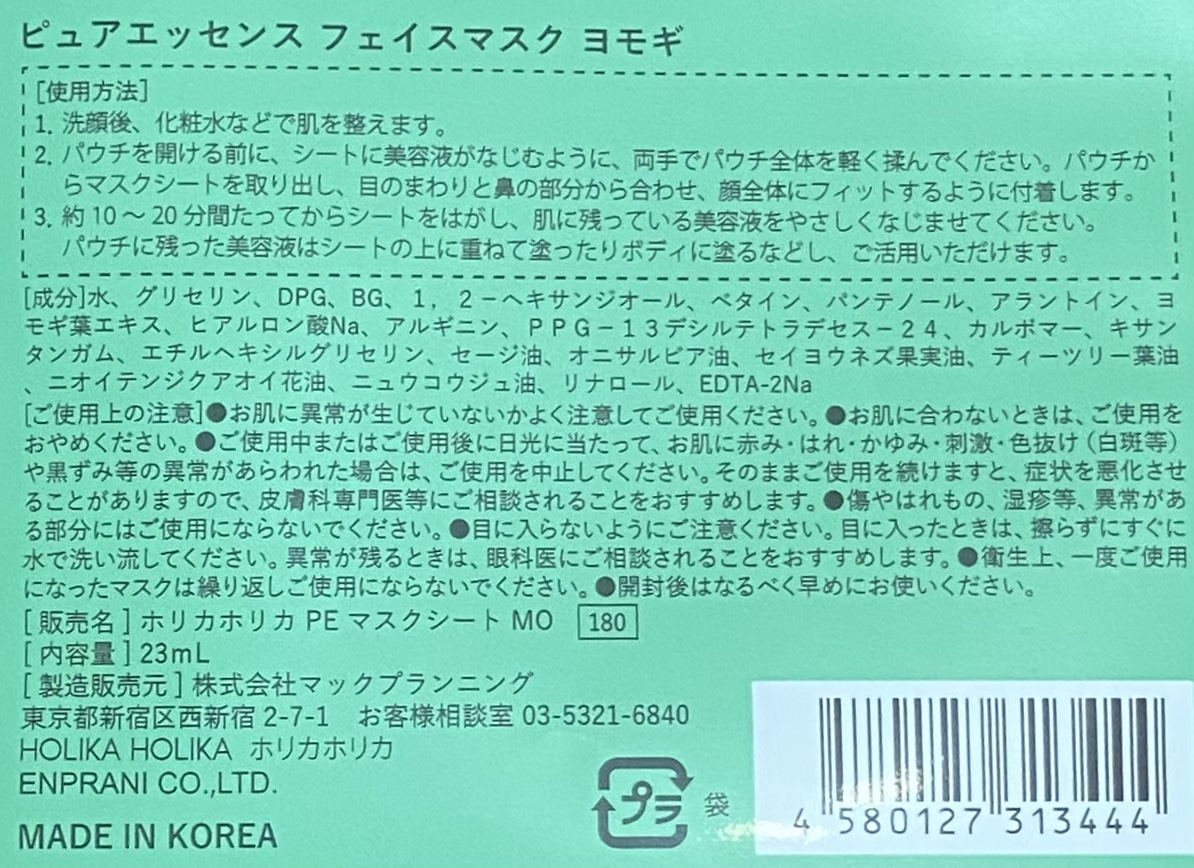 ピュアエッセンス フェイスマスク ヨモギ
[使用方法]
1. 洗顔後、化粧水などで肌を整えます。
2. パウチを開ける前に、シートに美容液がなじむように、両手でパウチ全体を軽く揉んでください。パウチか
らマスクシートを取り出し、目のまわりと鼻の部分から合わせ、顔全体にフィットするように付着します。
3. 約10～20分間たってからシートをはがし、肌に残っている美容液をやさしくなじませてください。
パウチに残った美容液はシートの上に重ねて塗ったりボディに塗るなどし、ご活用いただけます。
[成分]水、グリセリン、DPG、BG、1，2－ヘキサンジオール、ベタイン、パンテノール、アラントイン、ヨ
モギ葉エキス、ヒアルロン酸Na、アルギニン、ＰＰＧ－１３デシルテトラデセス－２４、カルボマー、キサン
タンガム、エチルヘキシルグリセリン、セージ油、オニサルビア油、セイヨウネズ果実油、ティーツリー葉油
、ニオイテンジクアオイ花油、ニュウコウジュ油、リナロール、EDTA-2Na
[ご使用上の注意]●お肌に異常が生じていないかよく注意してご使用ください。●お肌に合わないときは、ご使用を
おやめください。●ご使用中またはご使用後に日光に当たって、お肌に赤み・はれ・かゆみ・刺激・色抜け（白斑等）
や黒ずみ等の異常があらわれた場合は、ご使用を中止してください。そのままご使用を続けますと、症状を悪化させ
ることがありますので、皮膚科専門医等にご相談されることをおすすめします。●傷やはれもの、湿疹等、異常があ
る部分にはご使用にならないでください。●目に入らないようにご注意ください。目に入ったときは、擦らずにすぐに
水で洗い流してください。異常が残るときは、眼科医にご相談されることをおすすめします。●衛生上、一度ご使用
になったマスクは繰り返しご使用にならないでください。●開封後はなるべく早めにお使いください。
[ 販売名 ] ホリカホリカ PE マスクシート MO 180
[ 内容量 ] 23mL
[ 製造販売元 ] 株式会社マックプランニング
東京都新宿区西新宿 2-7-1 お客様相談室 03-5321-6840
HOLIKA HOLIKA ホリカホリカ
ENPRANI CO.,LTD.
プラ 袋
MADE IN KOREA
4 580127 313444